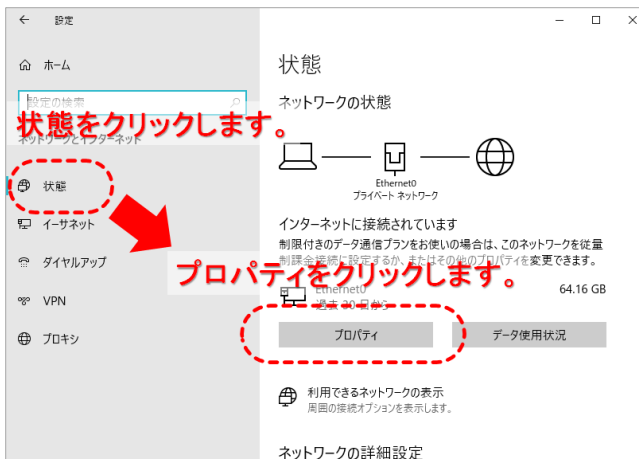 設定
ホーム
設定の検索
状態をクリックします。
ネットワークとインターネット
状態
イーサネット
ダイヤルアップ
VPN
プロキシ
状態
ネットワークの状態
Ethernet0
プライベート ネットワーク
インターネットに接続されています
制限付きのデータ通信プランをお使いの場合は、このネットワークを従量
制課金接続に設定するか、またはその他のプロパティを変更できます。
プロパティをクリックします。
Ethernet0
64.16 GB
過去 30 日から
プロパティ
データ使用状況
利用できるネットワークの表示
周囲の接続オプションを表示します。
ネットワークの詳細設定